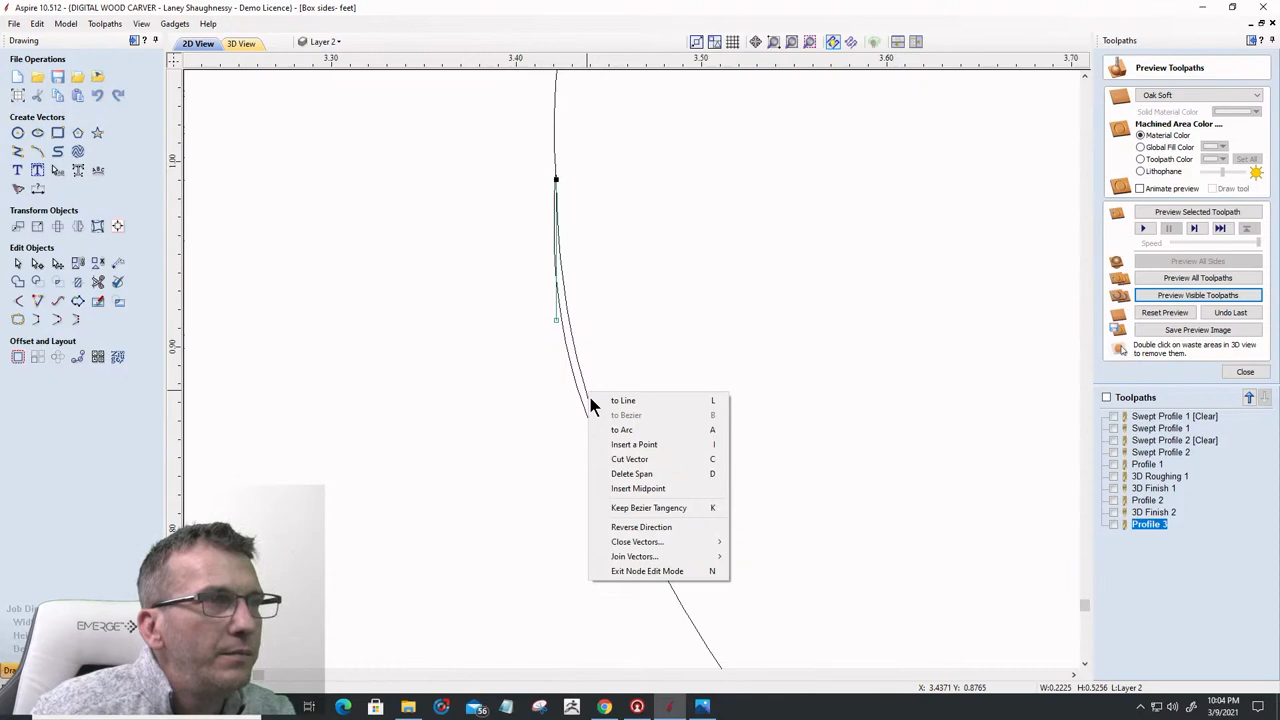 Aspire 10.512 - (DIGITAL WOOD CARVER - Laney Shaughnessy - Demo Licence) - [Box sides- feet]
File Edit Model Toolpaths View Gadgets Help
Drawing
2D View 3D View Layer 2
Toolpaths
File Operations
Create Vectors
Transform Objects
Edit Objects
Offset and Layout
3.30 3.40 3.50 3.60 3.70
1.00
0.90
Preview Toolpaths
Oak Soft
Solid Material Color
Machined Area Color ....
Material Color
Global Fill Color
Toolpath Color Set All
Lithophane
Animate preview Draw tool
Preview Selected Toolpath
Speed
Preview All Sides
Preview All Toolpaths
Preview Visible Toolpaths
Reset Preview Undo Last
Save Preview Image
Double click on waste areas in 3D view
to remove them.
Close
Toolpaths
Swept Profile 1 [Clear]
Swept Profile 1
Swept Profile 2 [Clear]
Swept Profile 2
Profile 1
3D Roughing 1
3D Finish 1
Profile 2
3D Finish 2
Profile 3
to Line L
to Bezier B
to Arc A
Insert a Point I
Cut Vector C
Delete Span D
Insert Midpoint
Keep Bezier Tangency K
Reverse Direction
Close Vectors...
Join Vectors...
Exit Node Edit Mode N
EMERGE
X: 3.4371 Y: 0.8765
W:0.2225 H:0.5256 L:Layer 2
56
10:04 PM
3/9/2021